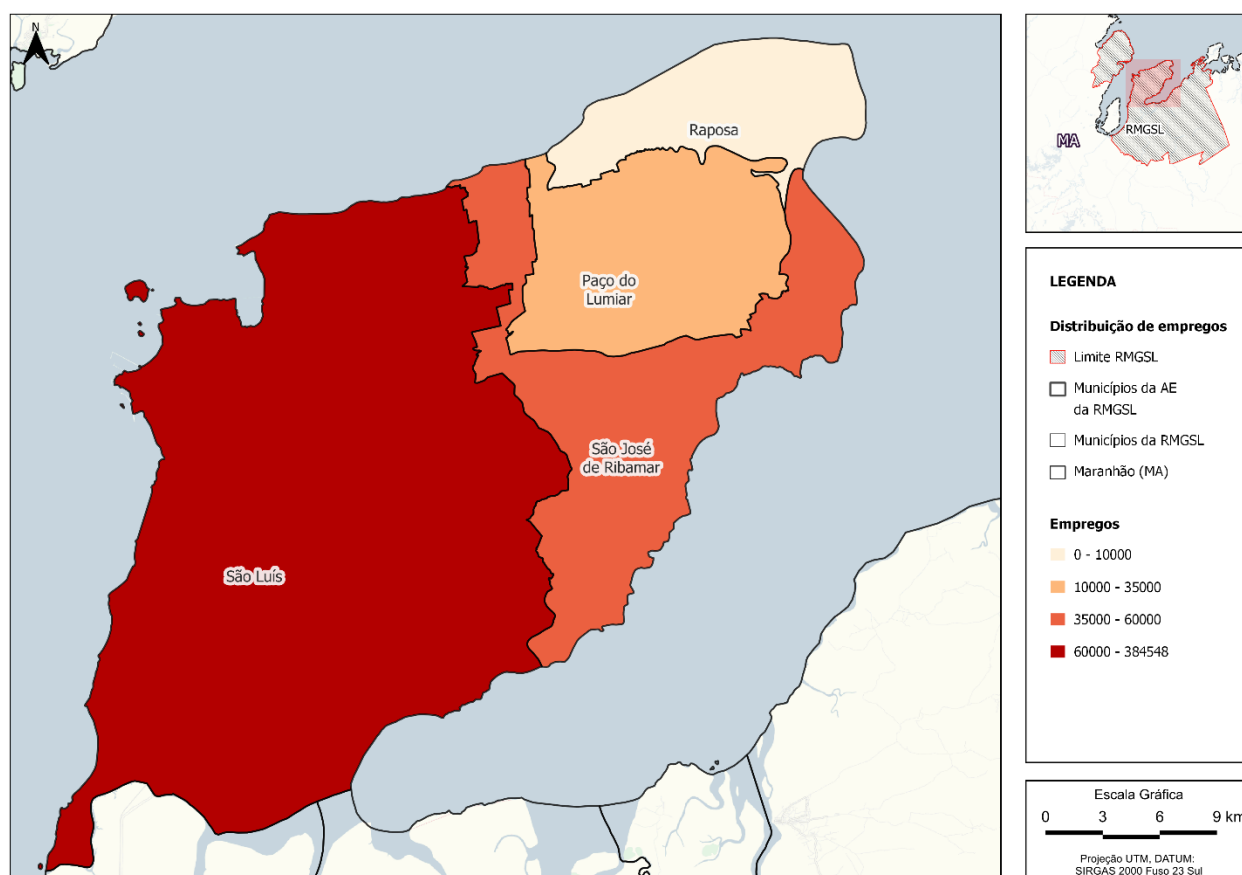 N
Raposa
Paço do
Lumiar
São José
de Ribamar
São Luís
MA
RMGSL
LEGENDA
Distribuição de empregos
Limite RMGSL
Municípios da AE
da RMGSL
Municípios da RMGSL
Maranhão (MA)
Empregos
0 - 10000
10000 - 35000
35000 - 60000
60000 - 384548
Escala Gráfica
0 3 6 9 km
Projeção UTM, DATUM:
SIRGAS 2000 Fuso 23 Sul